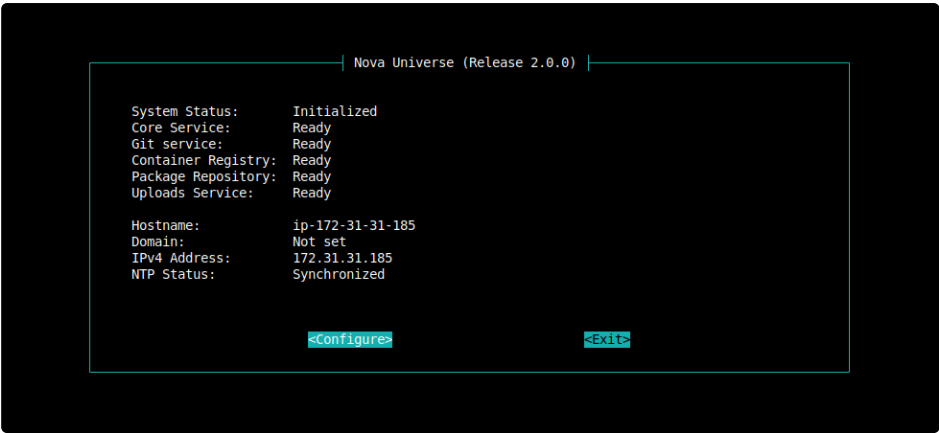 Nova Universe (Release 2.0.0)
System Status: Initialized
Core Service: Ready
Git service: Ready
Container Registry: Ready
Package Repository: Ready
Uploads Service: Ready
Hostname: ip-172-31-31-185
Domain: Not set
IPv4 Address: 172.31.31.185
NTP Status: Synchronized
<Configure> <Exit>